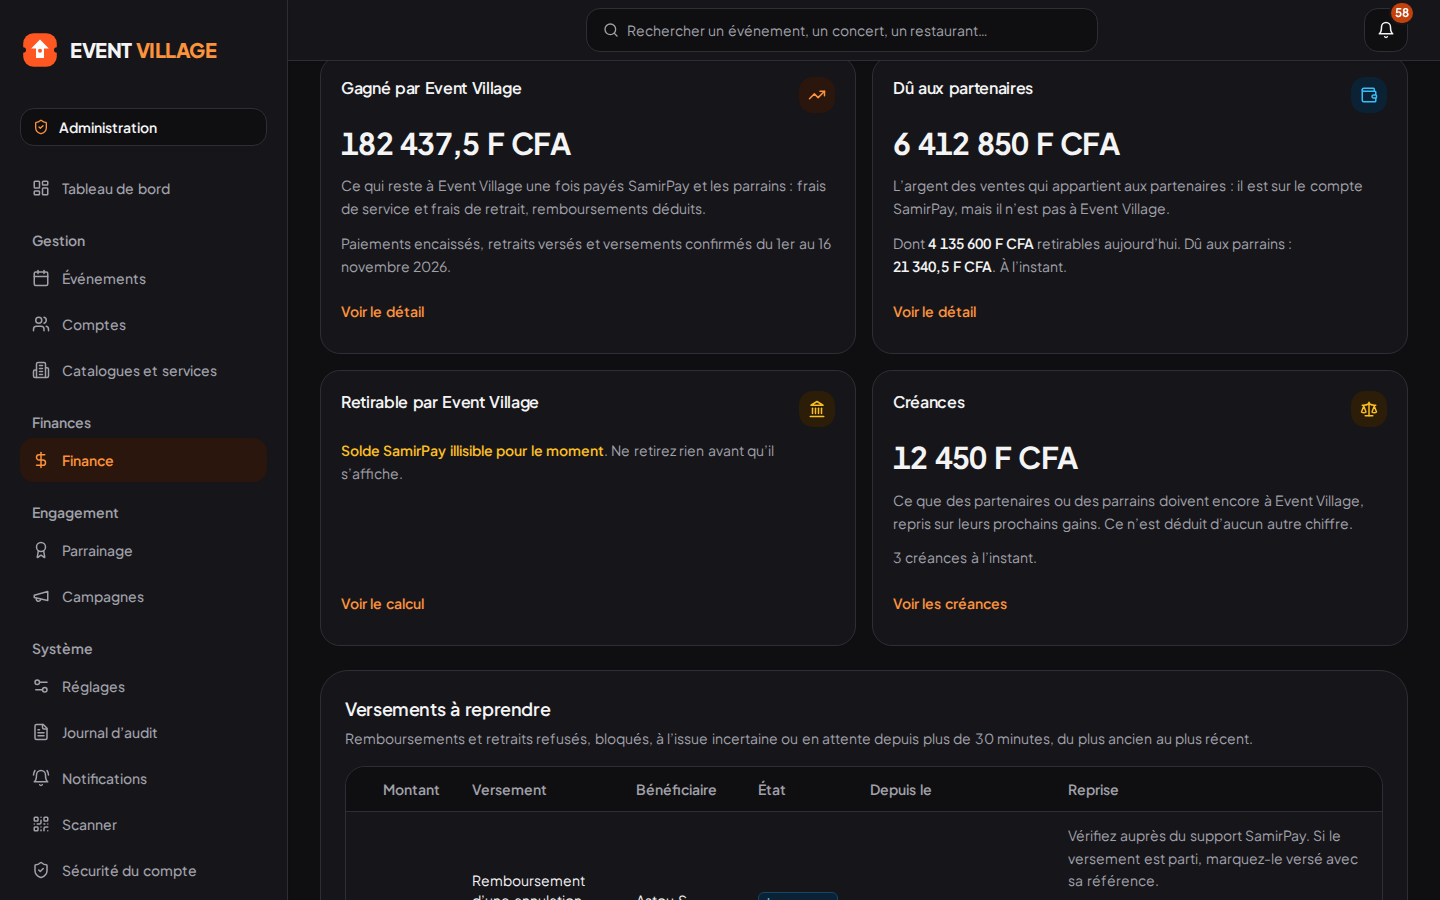 EVENT VILLAGE
Rechercher un événement, un concert, un restaurant...
58
Administration
Tableau de bord
Gestion
Événements
Comptes
Catalogues et services
Finances
Finance
Engagement
Parrainage
Campagnes
Système
Réglages
Journal d'audit
Notifications
Scanner
Sécurité du compte
Gagné par Event Village
182 437,5 F CFA
Ce qui reste à Event Village une fois payés SamirPay et les parrains : frais
de service et frais de retrait, remboursements déduits.
Paiements encaissés, retraits versés et versements confirmés du 1er au 16
novembre 2026.
Voir le détail
Dû aux partenaires
6 412 850 F CFA
L'argent des ventes qui appartient aux partenaires : il est sur le compte
SamirPay, mais il n'est pas à Event Village.
Dont 4 135 600 F CFA retirables aujourd'hui. Dû aux parrains :
21 340,5 F CFA. À l'instant.
Voir le détail
Retirable par Event Village
Solde SamirPay illisible pour le moment. Ne retirez rien avant qu'il
s'affiche.
Voir le calcul
Créances
12 450 F CFA
Ce que des partenaires ou des parrains doivent encore à Event Village,
repris sur leurs prochains gains. Ce n'est déduit d'aucun autre chiffre.
3 créances à l'instant.
Voir les créances
Versements à reprendre
Remboursements et retraits refusés, bloqués, à l'issue incertaine ou en attente depuis plus de 30 minutes, du plus ancien au plus récent.
Montant Versement Bénéficiaire État Depuis le Reprise
Vérifiez auprès du support SamirPay. Si le
versement est parti, marquez-le versé avec
sa référence.
Remboursement
d'une annulation
Astou S.